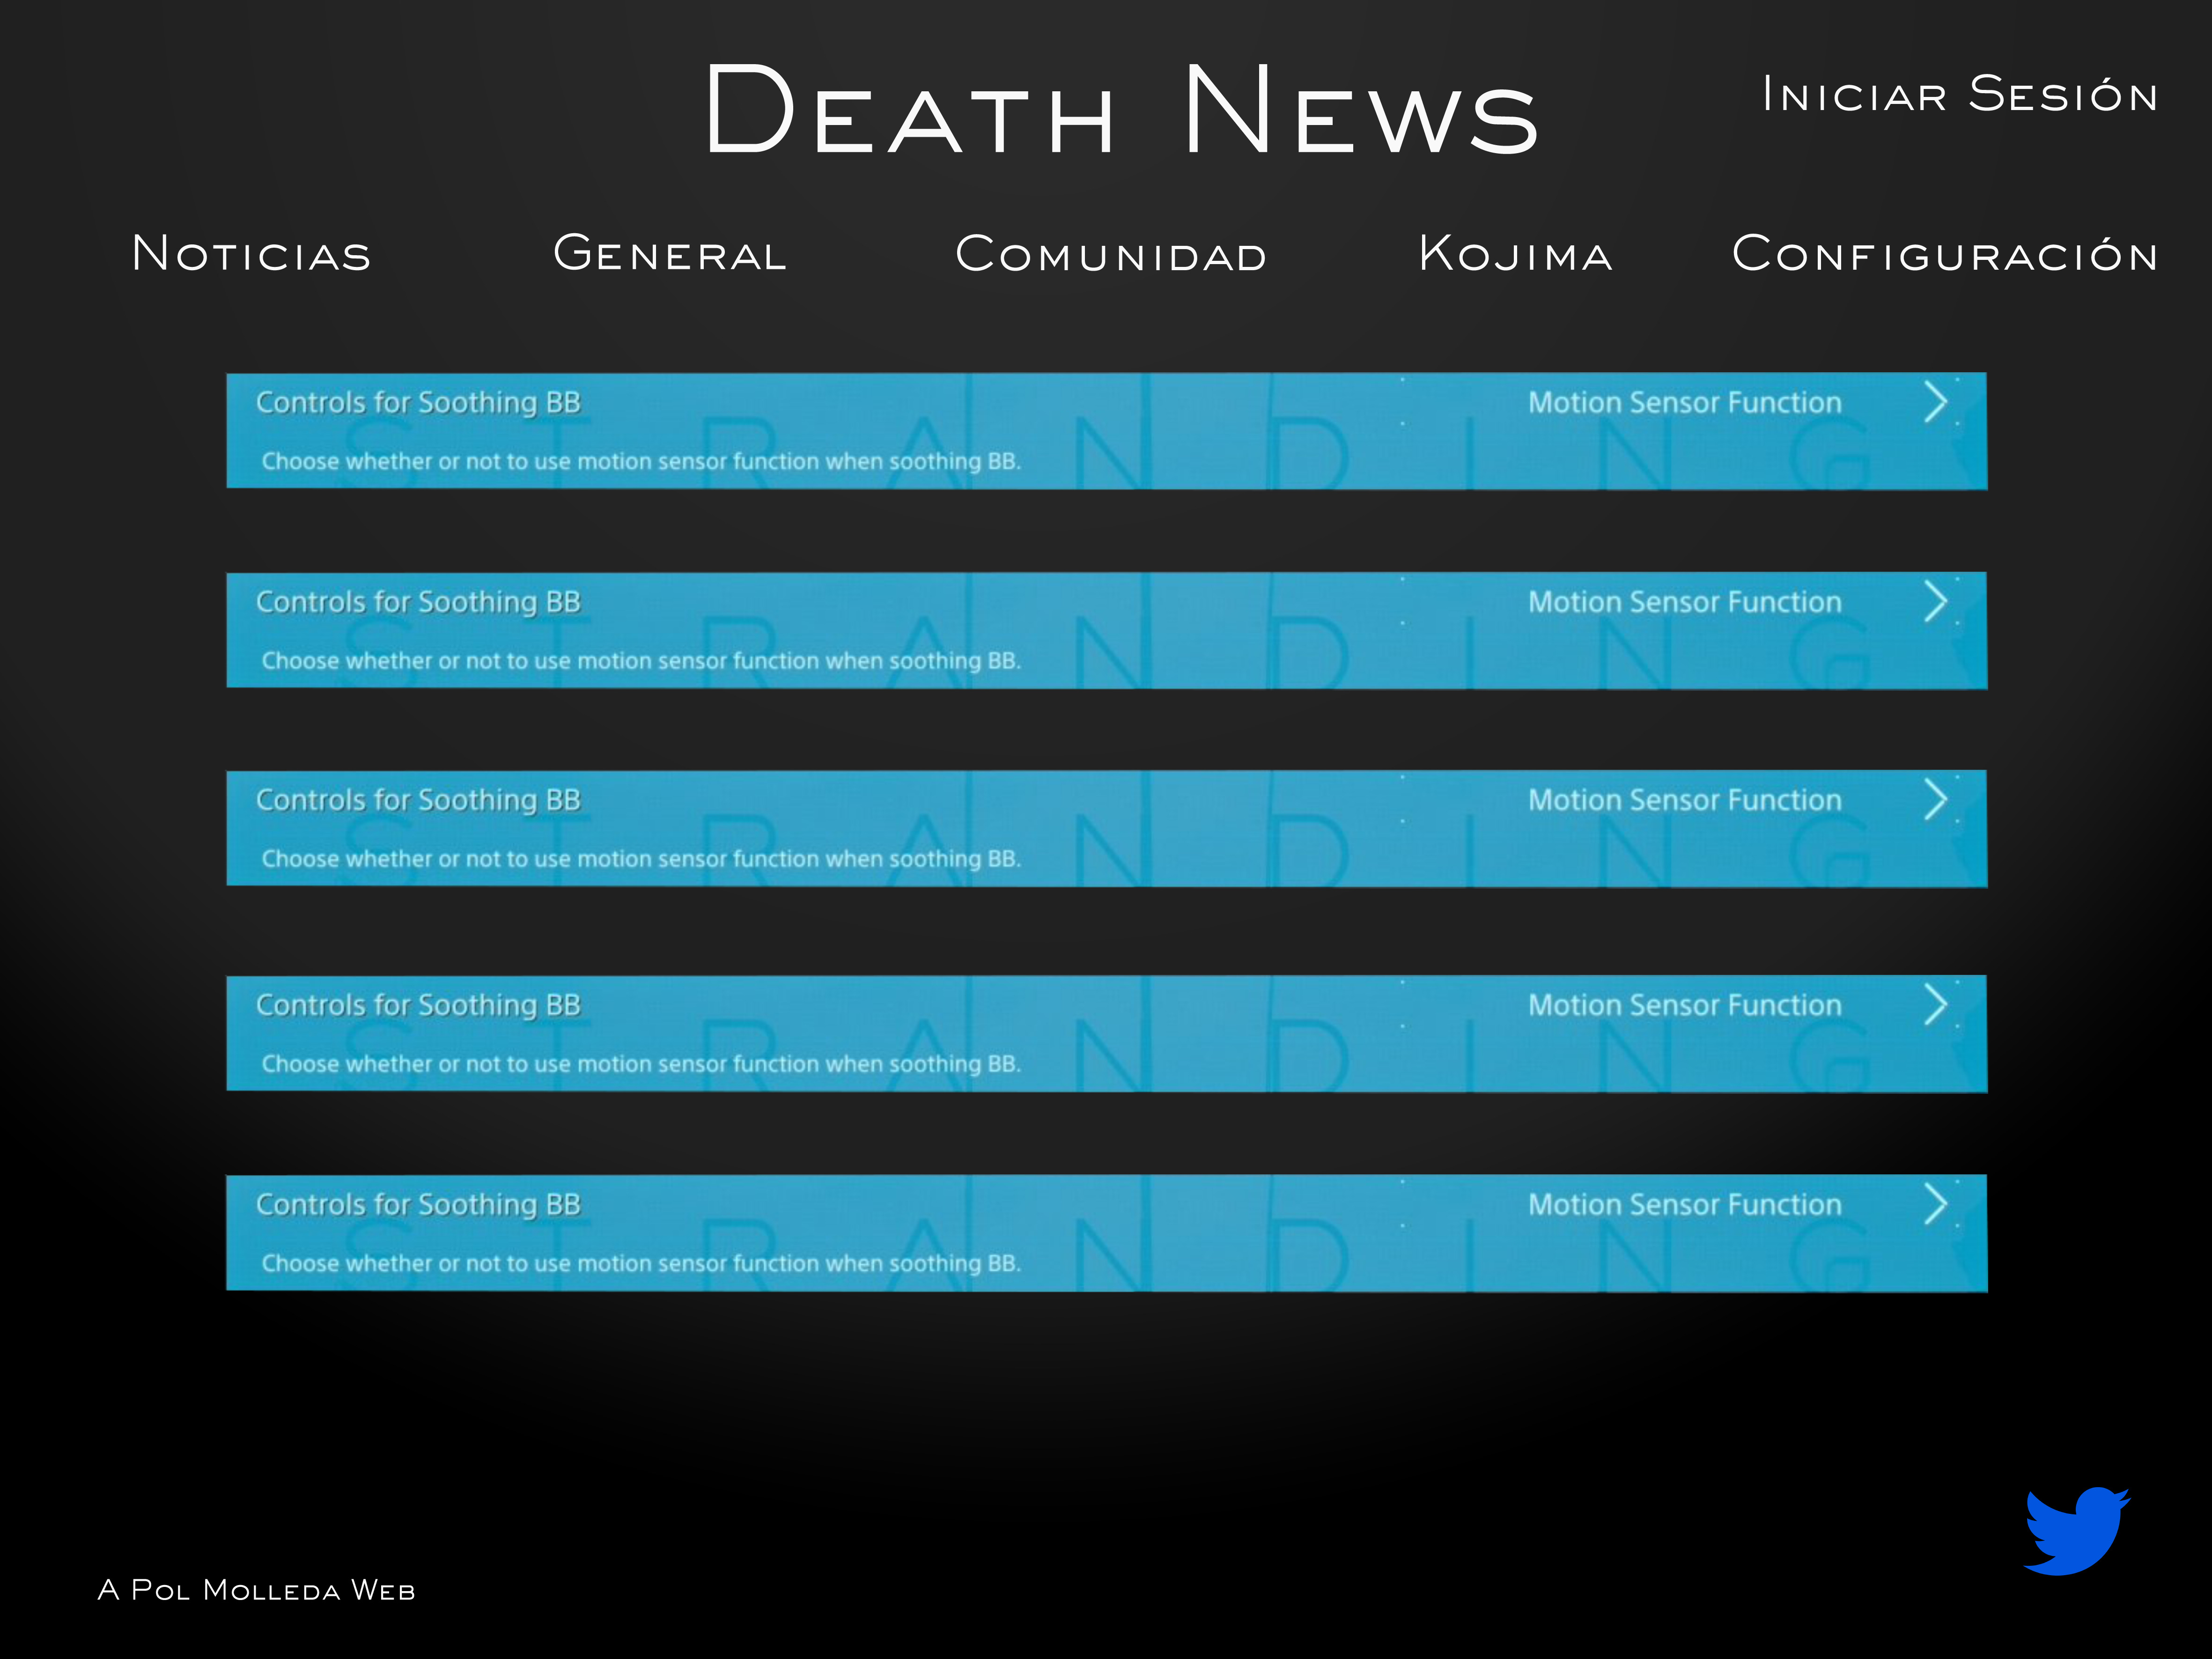 Death News
Iniciar Sesión
Noticias General Comunidad Kojima Configuración
Controls for Soothing BB Motion Sensor Function
STRANDING
Choose whether or not to use motion sensor function when soothing BB.
Controls for Soothing BB Motion Sensor Function
STRANDING
Choose whether or not to use motion sensor function when soothing BB.
Controls for Soothing BB Motion Sensor Function
STRANDING
Choose whether or not to use motion sensor function when soothing BB.
Controls for Soothing BB Motion Sensor Function
STRANDING
Choose whether or not to use motion sensor function when soothing BB.
Controls for Soothing BB Motion Sensor Function
STRANDING
Choose whether or not to use motion sensor function when soothing BB.
A Pol Molleda Web